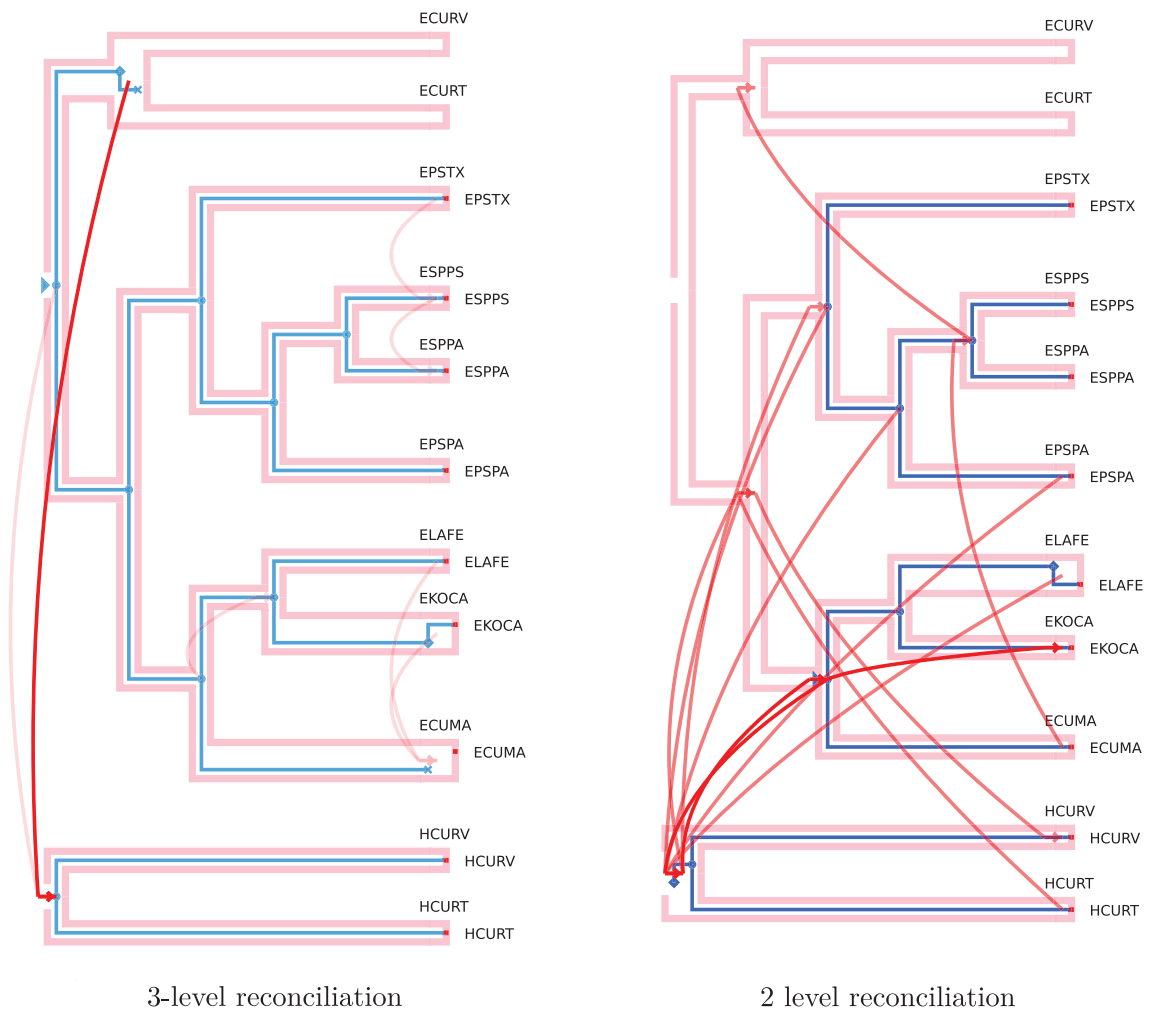 ECURV
ECURT
EPSTX
EPSTX
ESPPS
ESPPS
ESPPA
ESPPA
EPSPA
EPSPA
ELAFE
ELAFE
EKOCA
EKOCA
ECUMA
ECUMA
HCURV
HCURV
HCURT
HCURT
3-level reconciliation
ECURV
ECURT
EPSTX
EPSTX
ESPPS
ESPPS
ESPPA
ESPPA
EPSPA
EPSPA
ELAFE
ELAFE
EKOCA
EKOCA
ECUMA
ECUMA
HCURV
HCURV
HCURT
HCURT
2 level reconciliation